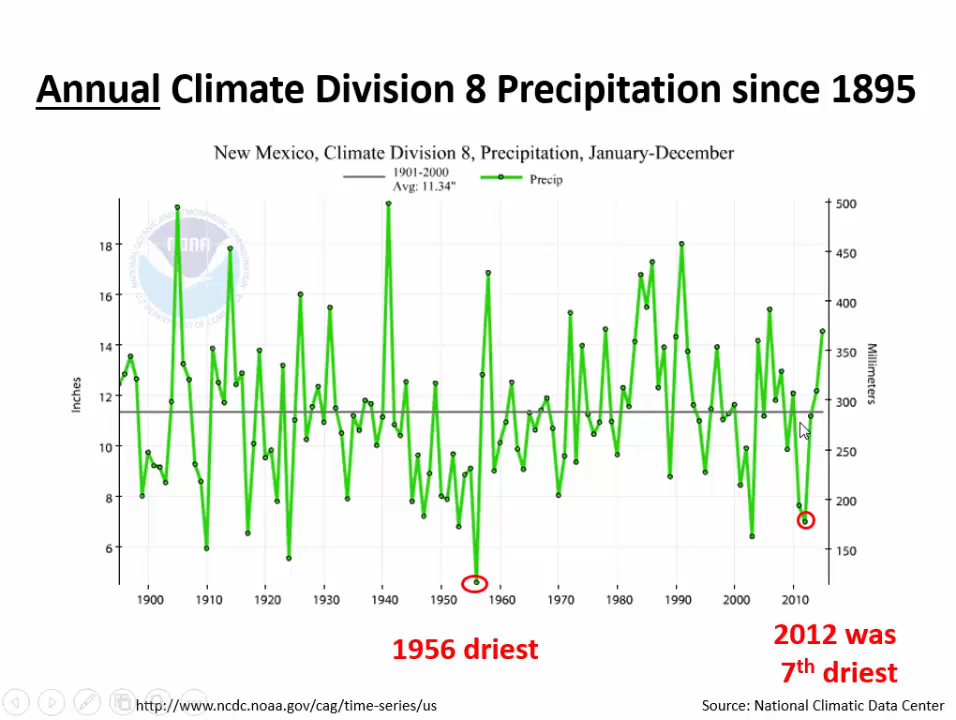 Annual Climate Division 8 Precipitation since 1895
New Mexico, Climate Division 8, Precipitation, January-December
1901-2000
Avg: 11.34"
Precip
18
16
14
12
10
8
6
Inches
500
450
400
350
300
250
200
150
Millimeters
NOAA
1900 1910 1920 1930 1940 1950 1960 1970 1980 1990 2000 2010
1956 driest
2012 was
7th driest
http://www.ncdc.noaa.gov/cag/time-series/us
Source: National Climatic Data Center